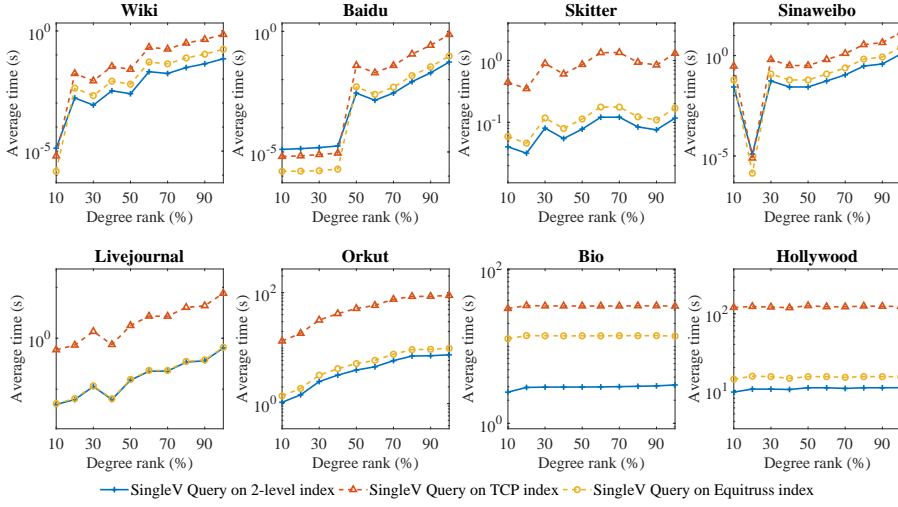 Wiki
Average time (s)
10^0
10^-5
10 30 50 70 90
Degree rank (%)
Baidu
Average time (s)
10^0
10^-5
10 30 50 70 90
Degree rank (%)
Skitter
Average time (s)
10^0
10^-1
10 30 50 70 90
Degree rank (%)
Sinaweibo
Average time (s)
10^0
10^-5
10 30 50 70 90
Degree rank (%)
Livejournal
Average time (s)
10^0
10 30 50 70 90
Degree rank (%)
Orkut
Average time (s)
10^2
10^0
10 30 50 70 90
Degree rank (%)
Bio
Average time (s)
10^2
10^0
10 30 50 70 90
Degree rank (%)
Hollywood
Average time (s)
10^2
10^1
10 30 50 70 90
Degree rank (%)
SingleV Query on 2-level index SingleV Query on TCP index SingleV Query on Equitruss index